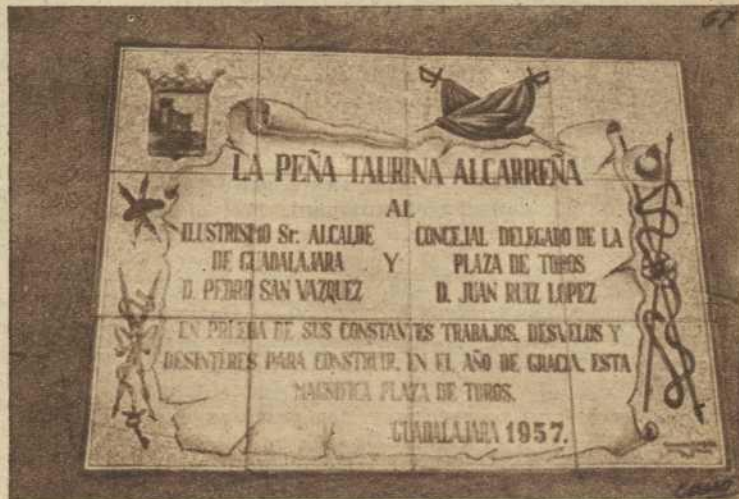 67
LA PEÑA TAURINA ALCARREÑA
AL
ILUSTRISIMO Sr. ALCALDE
DE GUADALAJARA
D. PEDRO SAN VAZQUEZ
Y
CONCEJAL DELEGADO DE LA
PLAZA DE TOROS
D. JUAN RUIZ LOPEZ
EN PRUEBA DE SUS CONSTANTES TRABAJOS, DESVELOS Y
DESINTERES PARA CONSTRUIR, EN EL AÑO DE GRACIA, ESTA
MAGNIFICA PLAZA DE TOROS.
GUADALAJARA 1957.